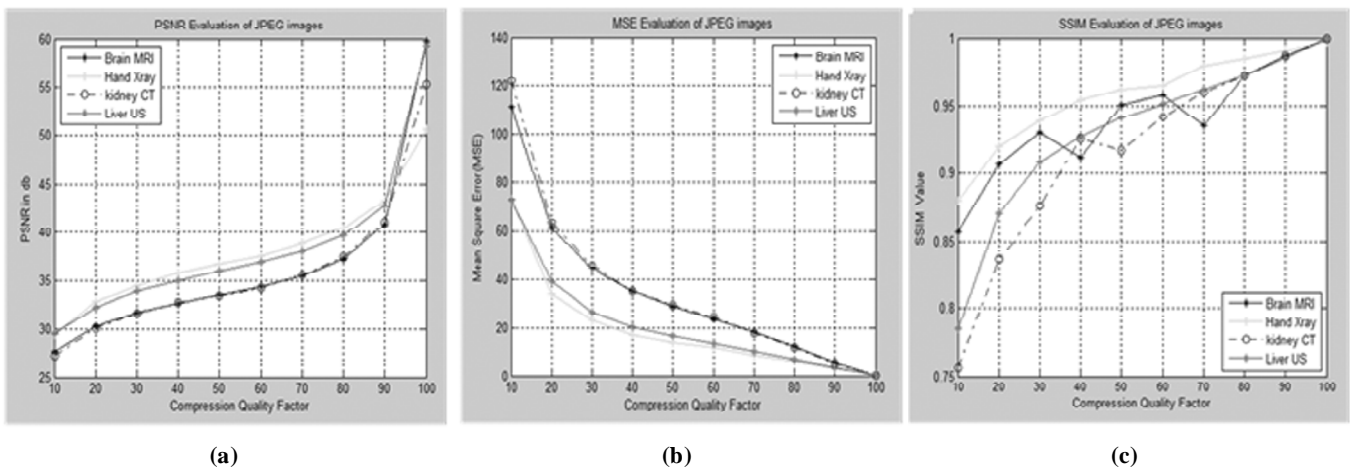 PSNR Evaluation of JPEG images
60
55
50
45
40
35
30
25
PSNR in db
Brain MRI
Hand Xray
kidney CT
Liver US
10 20 30 40 50 60 70 80 90 100
Compression Quality Factor
(a)
MSE Evaluation of JPEG images
140
120
100
80
60
40
20
0
Mean Square Error(MSE)
Brain MRI
Hand Xray
kidney CT
Liver US
10 20 30 40 50 60 70 80 90 100
Compression Quality Factor
(b)
SSIM Evaluation of JPEG images
1
0.95
0.9
0.85
0.8
0.75
SSIM Value
Brain MRI
Hand Xray
kidney CT
Liver US
10 20 30 40 50 60 70 80 90 100
Compression Quality Factor
(c)